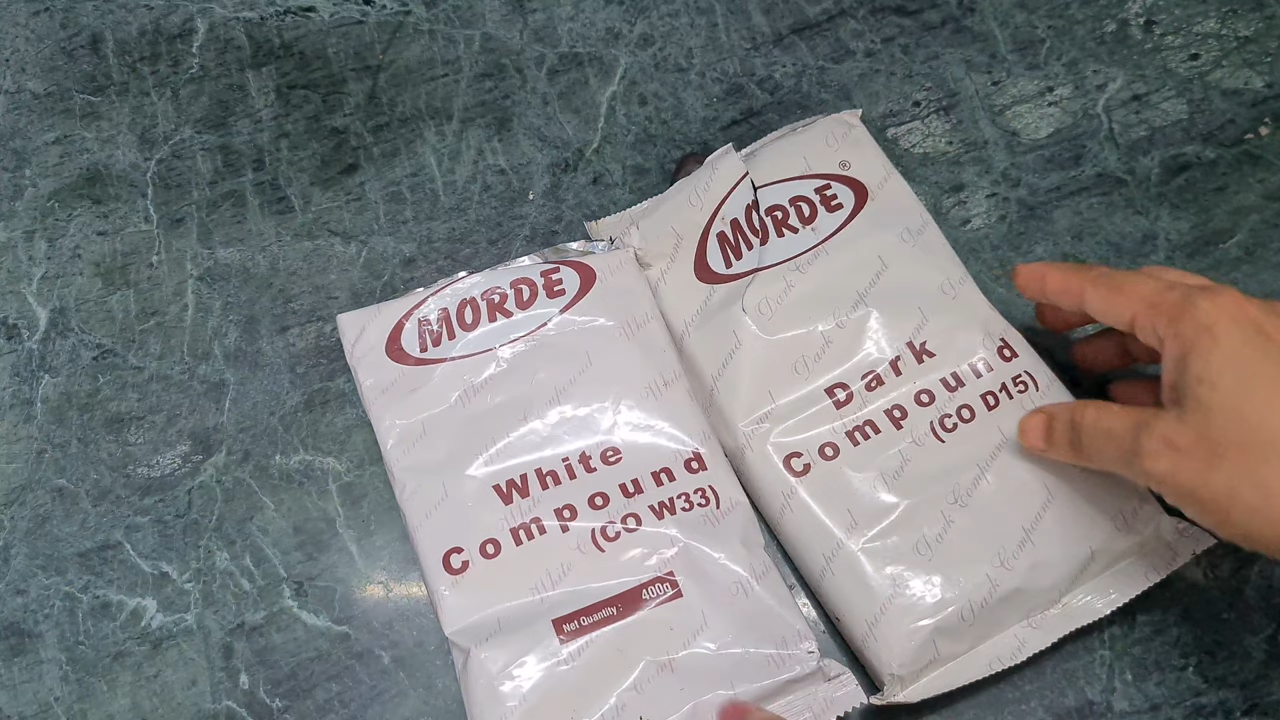 MORDE
White
Compound
(CO W33)
Net Quantity : 400g
MORDE®
Dark
Compound
(CO D15)